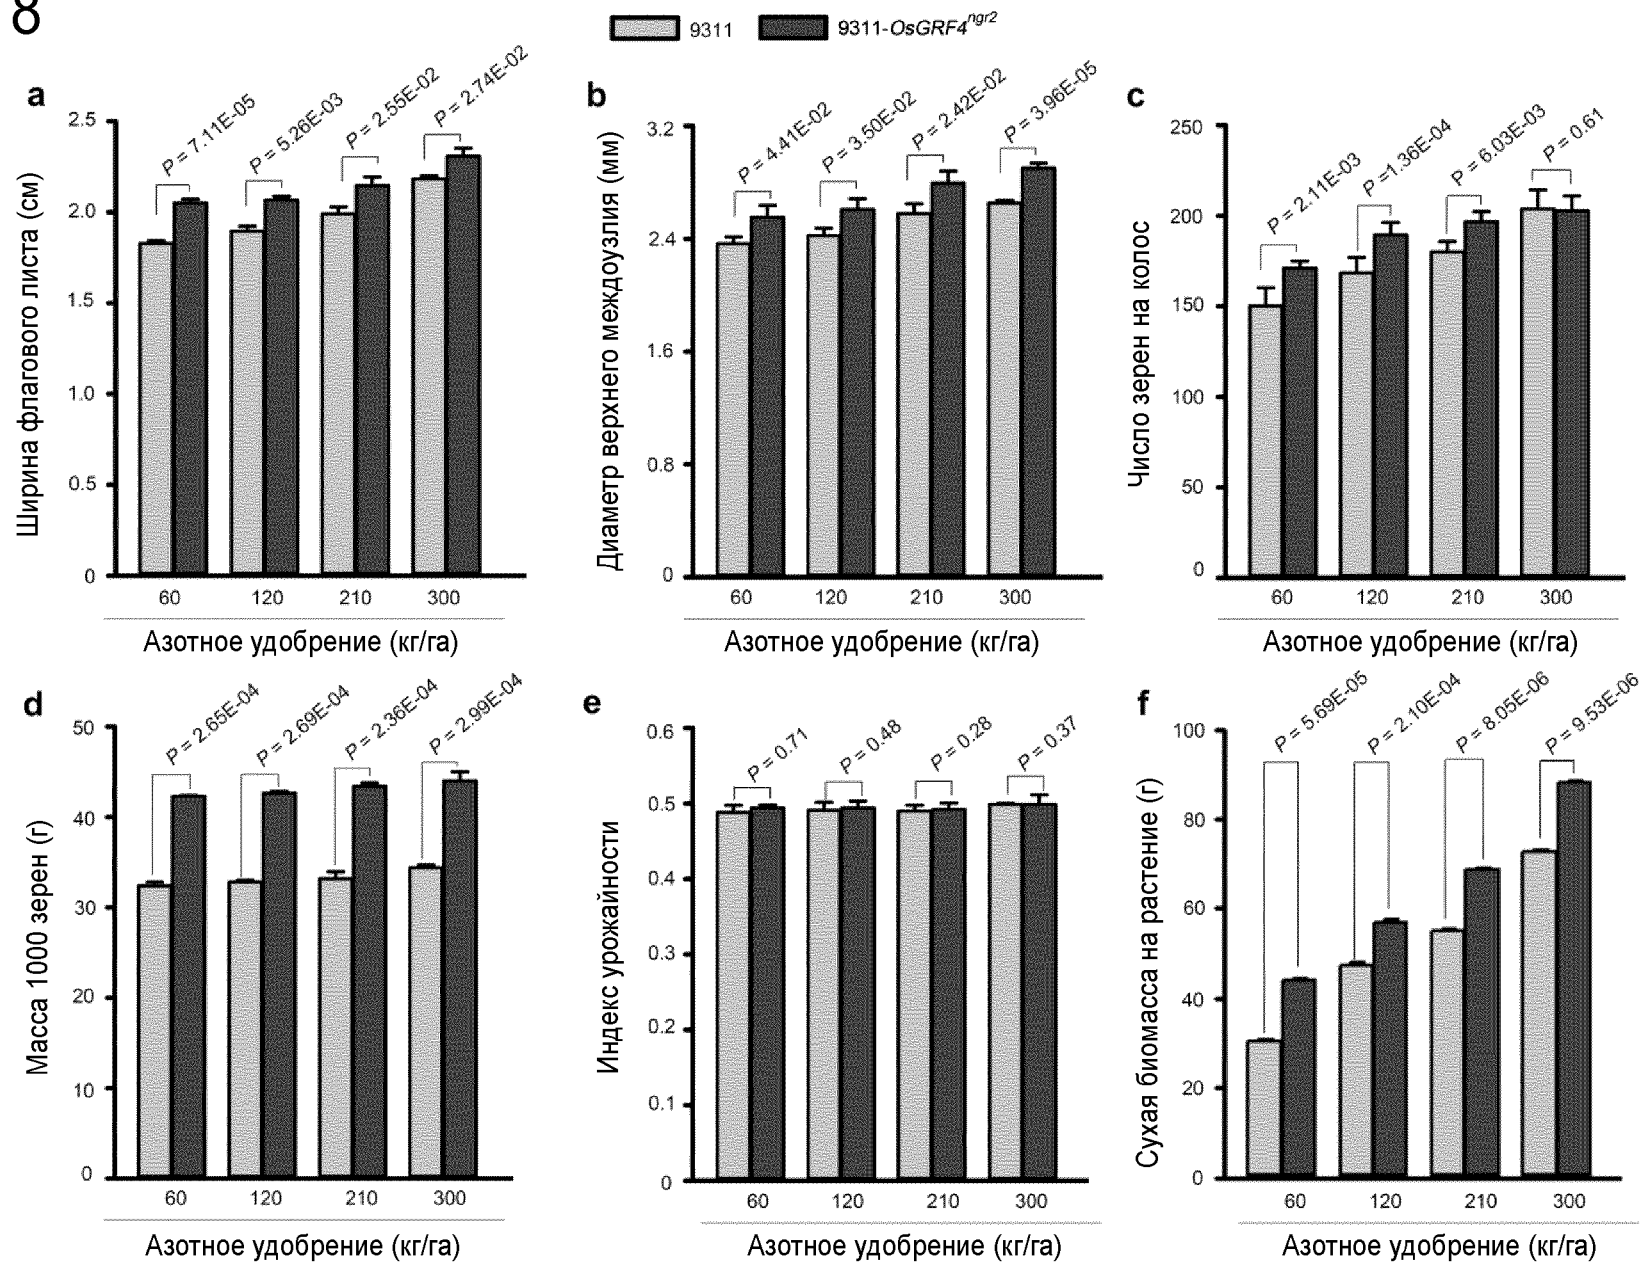 8
9311 9311-OsGRF4ngr2
a
Ширина флагового листа (см)
2.5
2.0
1.5
1.0
0.5
0
P = 7.11E-05
P = 5.26E-03
P = 2.55E-02
P = 2.74E-02
60 120 210 300
Азотное удобрение (кг/га)
b
Диаметр верхнего междоузлия (мм)
3.2
2.4
1.6
0.8
0
P = 4.41E-02
P = 3.50E-02
P = 2.42E-02
P = 3.96E-05
60 120 210 300
Азотное удобрение (кг/га)
c
Число зерен на колос
250
200
150
100
50
0
P = 2.11E-03
P =1.36E-04
P = 6.03E-03
P = 0.61
60 120 210 300
Азотное удобрение (кг/га)
d
Масса 1000 зерен (г)
50
40
30
20
10
0
P = 2.65E-04
P = 2.69E-04
P = 2.36E-04
P = 2.99E-04
60 120 210 300
Азотное удобрение (кг/га)
e
Индекс урожайности
0.6
0.5
0.4
0.3
0.2
0.1
0
P = 0.71
P = 0.48
P = 0.28
P = 0.37
60 120 210 300
Азотное удобрение (кг/га)
f
Сухая биомасса на растение (г)
100
80
60
40
20
0
P = 5.69E-05
P = 2.10E-04
P = 8.05E-06
P = 9.53E-06
60 120 210 300
Азотное удобрение (кг/га)